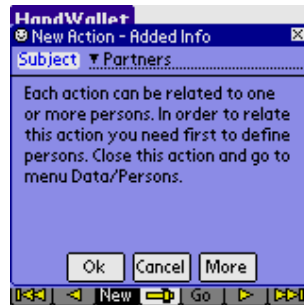 HandWallet
New Action - Added Info
Subject Partners
Each action can be related to one
or more persons. In order to relate
this action you need first to define
persons. Close this action and go to
menu Data/Persons.
Ok Cancel More
New Go